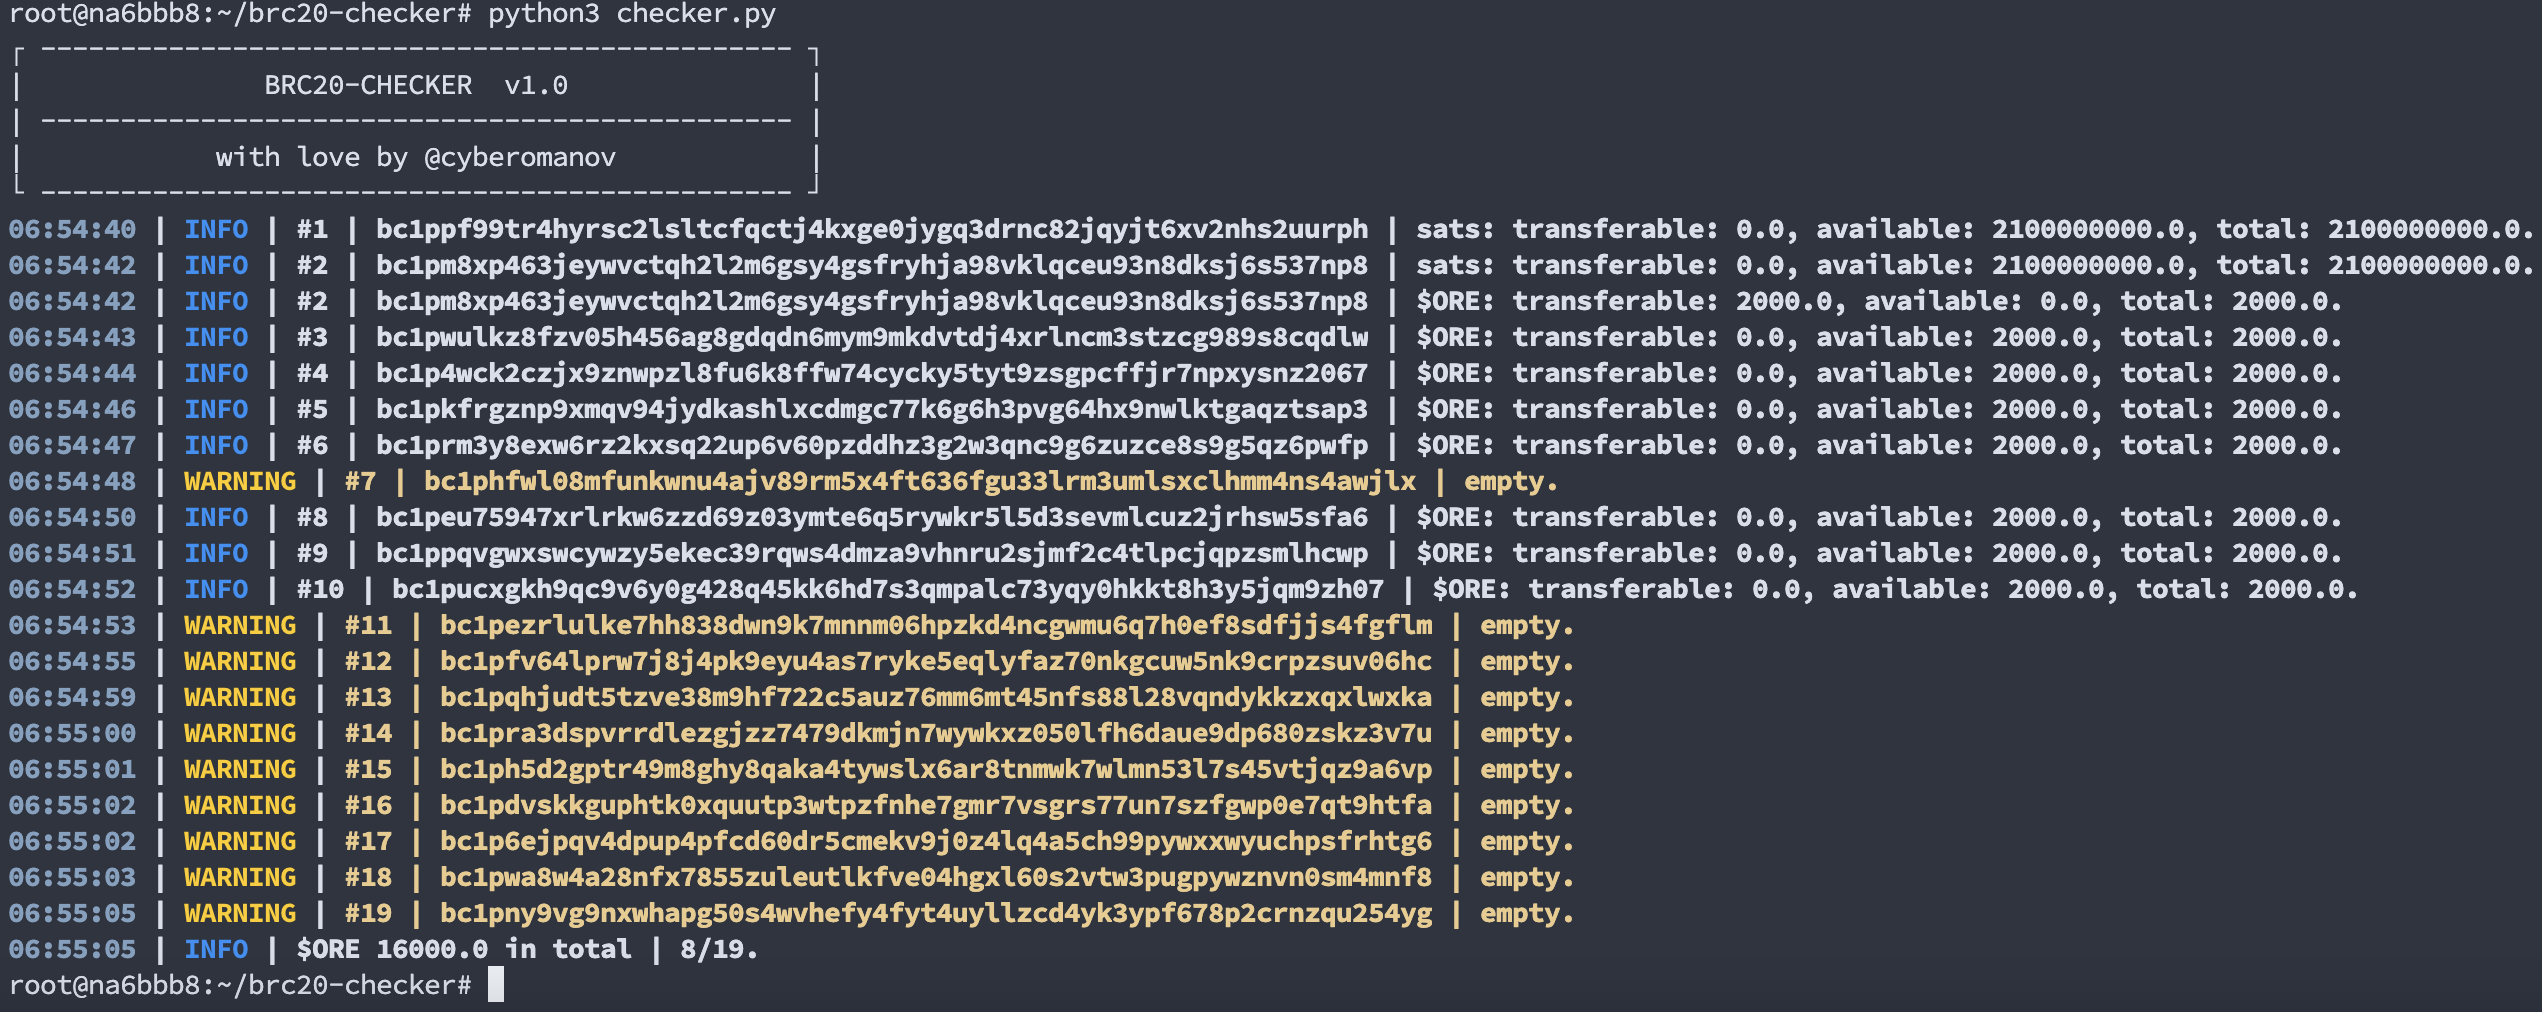 root@na6bbb8:~/brc20-checker# python3 checker.py
┌ ----------------------------------------------- ┐
|               BRC20-CHECKER  v1.0               |
| ----------------------------------------------- |
|            with love by @cyberomanov            |
└ ----------------------------------------------- ┘
06:54:40 | INFO | #1 | bc1ppf99tr4hyrsc2lsltcfqctj4kxge0jygq3drnc82jqyjt6xv2nhs2uurph | sats: transferable: 0.0, available: 2100000000.0, total: 2100000000.0.
06:54:42 | INFO | #2 | bc1pm8xp463jeywvctqh2l2m6gsy4gsfryhja98vklqceu93n8dksj6s537np8 | sats: transferable: 0.0, available: 2100000000.0, total: 2100000000.0.
06:54:42 | INFO | #2 | bc1pm8xp463jeywvctqh2l2m6gsy4gsfryhja98vklqceu93n8dksj6s537np8 | $ORE: transferable: 2000.0, available: 0.0, total: 2000.0.
06:54:43 | INFO | #3 | bc1pwulkz8fzv05h456ag8gdqdn6mym9mkdvtdj4xrlncm3stzcg989s8cqdlw | $ORE: transferable: 0.0, available: 2000.0, total: 2000.0.
06:54:44 | INFO | #4 | bc1p4wck2czjx9znwpzl8fu6k8ffw74cycky5tyt9zsgpcffjr7npxysnz2067 | $ORE: transferable: 0.0, available: 2000.0, total: 2000.0.
06:54:46 | INFO | #5 | bc1pkfrgznp9xmqv94jydkashlxcdmgc77k6g6h3pvg64hx9nwlktgaqztsap3 | $ORE: transferable: 0.0, available: 2000.0, total: 2000.0.
06:54:47 | INFO | #6 | bc1prm3y8exw6rz2kxsq22up6v60pzddhz3g2w3qnc9g6zuzce8s9g5qz6pwfp | $ORE: transferable: 0.0, available: 2000.0, total: 2000.0.
06:54:48 | WARNING | #7 | bc1phfwl08mfunkwnu4ajv89rm5x4ft636fgu33lrm3umlsxclhmm4ns4awjlx | empty.
06:54:50 | INFO | #8 | bc1peu75947xrlrkw6zzd69z03ymte6q5rywkr5l5d3sevmlcuz2jrhsw5sfa6 | $ORE: transferable: 0.0, available: 2000.0, total: 2000.0.
06:54:51 | INFO | #9 | bc1ppqvgwxswcywzy5ekec39rqws4dmza9vhnru2sjmf2c4tlpcjqpzsmlhcwp | $ORE: transferable: 0.0, available: 2000.0, total: 2000.0.
06:54:52 | INFO | #10 | bc1pucxgkh9qc9v6y0g428q45kk6hd7s3qmpalc73yqy0hkkt8h3y5jqm9zh07 | $ORE: transferable: 0.0, available: 2000.0, total: 2000.0.
06:54:53 | WARNING | #11 | bc1pezrlulke7hh838dwn9k7mnnm06hpzkd4ncgwmu6q7h0ef8sdfjjs4fgflm | empty.
06:54:55 | WARNING | #12 | bc1pfv64lprw7j8j4pk9eyu4as7ryke5eqlyfaz70nkgcuw5nk9crpzsuv06hc | empty.
06:54:59 | WARNING | #13 | bc1pqhjudt5tzve38m9hf722c5auz76mm6mt45nfs88l28vqndykkzxqxlwxka | empty.
06:55:00 | WARNING | #14 | bc1pra3dspvrrdlezgjzz7479dkmjn7wywkxz050lfh6daue9dp680zskz3v7u | empty.
06:55:01 | WARNING | #15 | bc1ph5d2gptr49m8ghy8qaka4tywslx6ar8tnmwk7wlmn53l7s45vtjqz9a6vp | empty.
06:55:02 | WARNING | #16 | bc1pdvskkguphtk0xquutp3wtpzfnhe7gmr7vsgrs77un7szfgwp0e7qt9htfa | empty.
06:55:02 | WARNING | #17 | bc1p6ejpqv4dpup4pfcd60dr5cmekv9j0z4lq4a5ch99pywxxwyuchpsfrhtg6 | empty.
06:55:03 | WARNING | #18 | bc1pwa8w4a28nfx7855zuleutlkfve04hgxl60s2vtw3pugpywznvn0sm4mnf8 | empty.
06:55:05 | WARNING | #19 | bc1pny9vg9nxwhapg50s4wvhefy4fyt4uyllzcd4yk3ypf678p2crnzqu254yg | empty.
06:55:05 | INFO | $ORE 16000.0 in total | 8/19.
root@na6bbb8:~/brc20-checker#